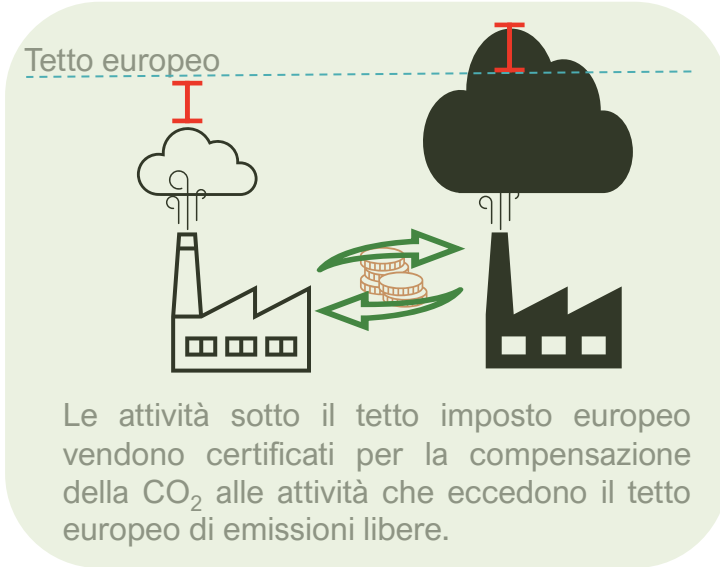 Tetto europeo
Le attività sotto il tetto imposto europeo
vendono certificati per la compensazione
della CO₂ alle attività che eccedono il tetto
europeo di emissioni libere.